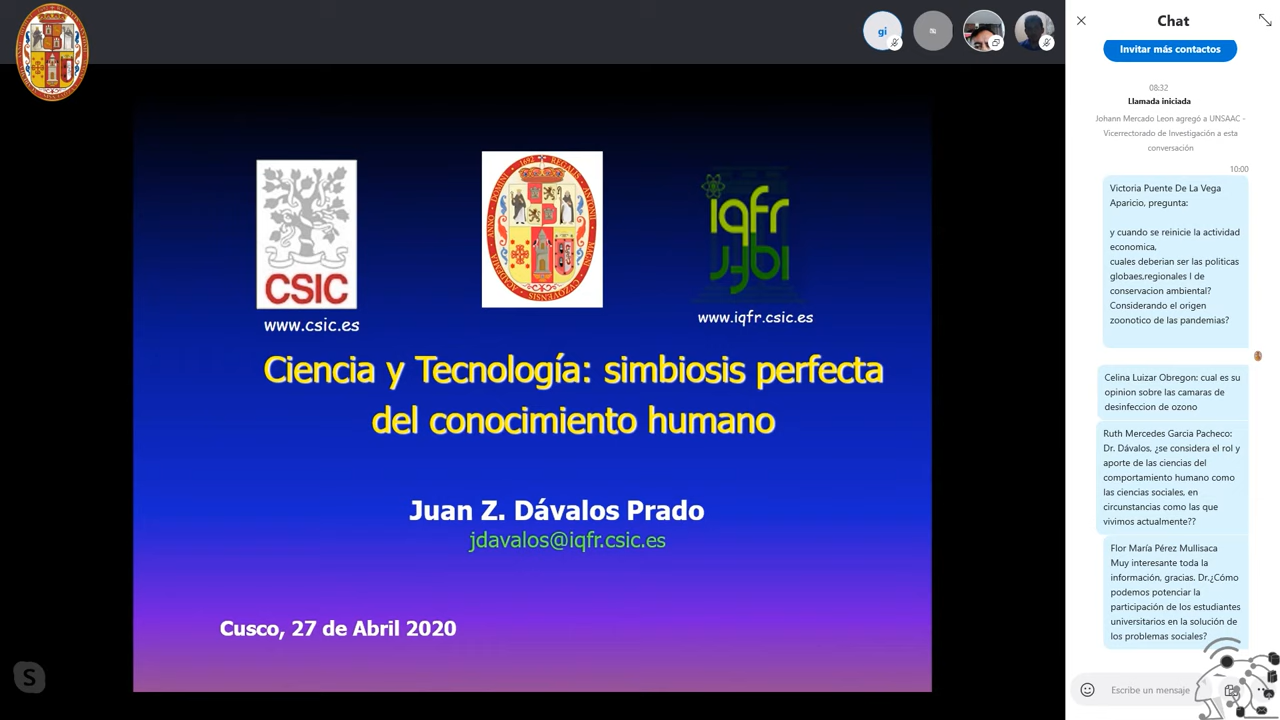 gi
CSIC
www.csic.es
iqfr
www.iqfr.csic.es
Ciencia y Tecnología: simbiosis perfecta
del conocimiento humano
Juan Z. Dávalos Prado
jdavalos@iqfr.csic.es
Cusco, 27 de Abril 2020
S
Chat
Invitar más contactos
08:32
Llamada iniciada
Johann Mercado Leon agregó a UNSAAC -
Vicerrectorado de Investigación a esta
conversación
10:00
Victoria Puente De La Vega
Aparicio, pregunta:
y cuando se reinicie la actividad
economica,
cuales deberian ser las politicas
globaes,regionales l de
conservacion ambiental?
Considerando el origen
zoonotico de las pandemias?
Celina Luizar Obregon: cual es su
opinion sobre las camaras de
desinfeccion de ozono
Ruth Mercedes Garcia Pacheco:
Dr. Dávalos, ¿se considera el rol y
aporte de las ciencias del
comportamiento humano como
las ciencias sociales, en
circunstancias como las que
vivimos actualmente??
Flor María Pérez Mullisaca
Muy interesante toda la
información, gracias. Dr.¿Cómo
podemos potenciar la
participación de los estudiantes
universitarios en la solución de
los problemas sociales?
Escribe un mensaje